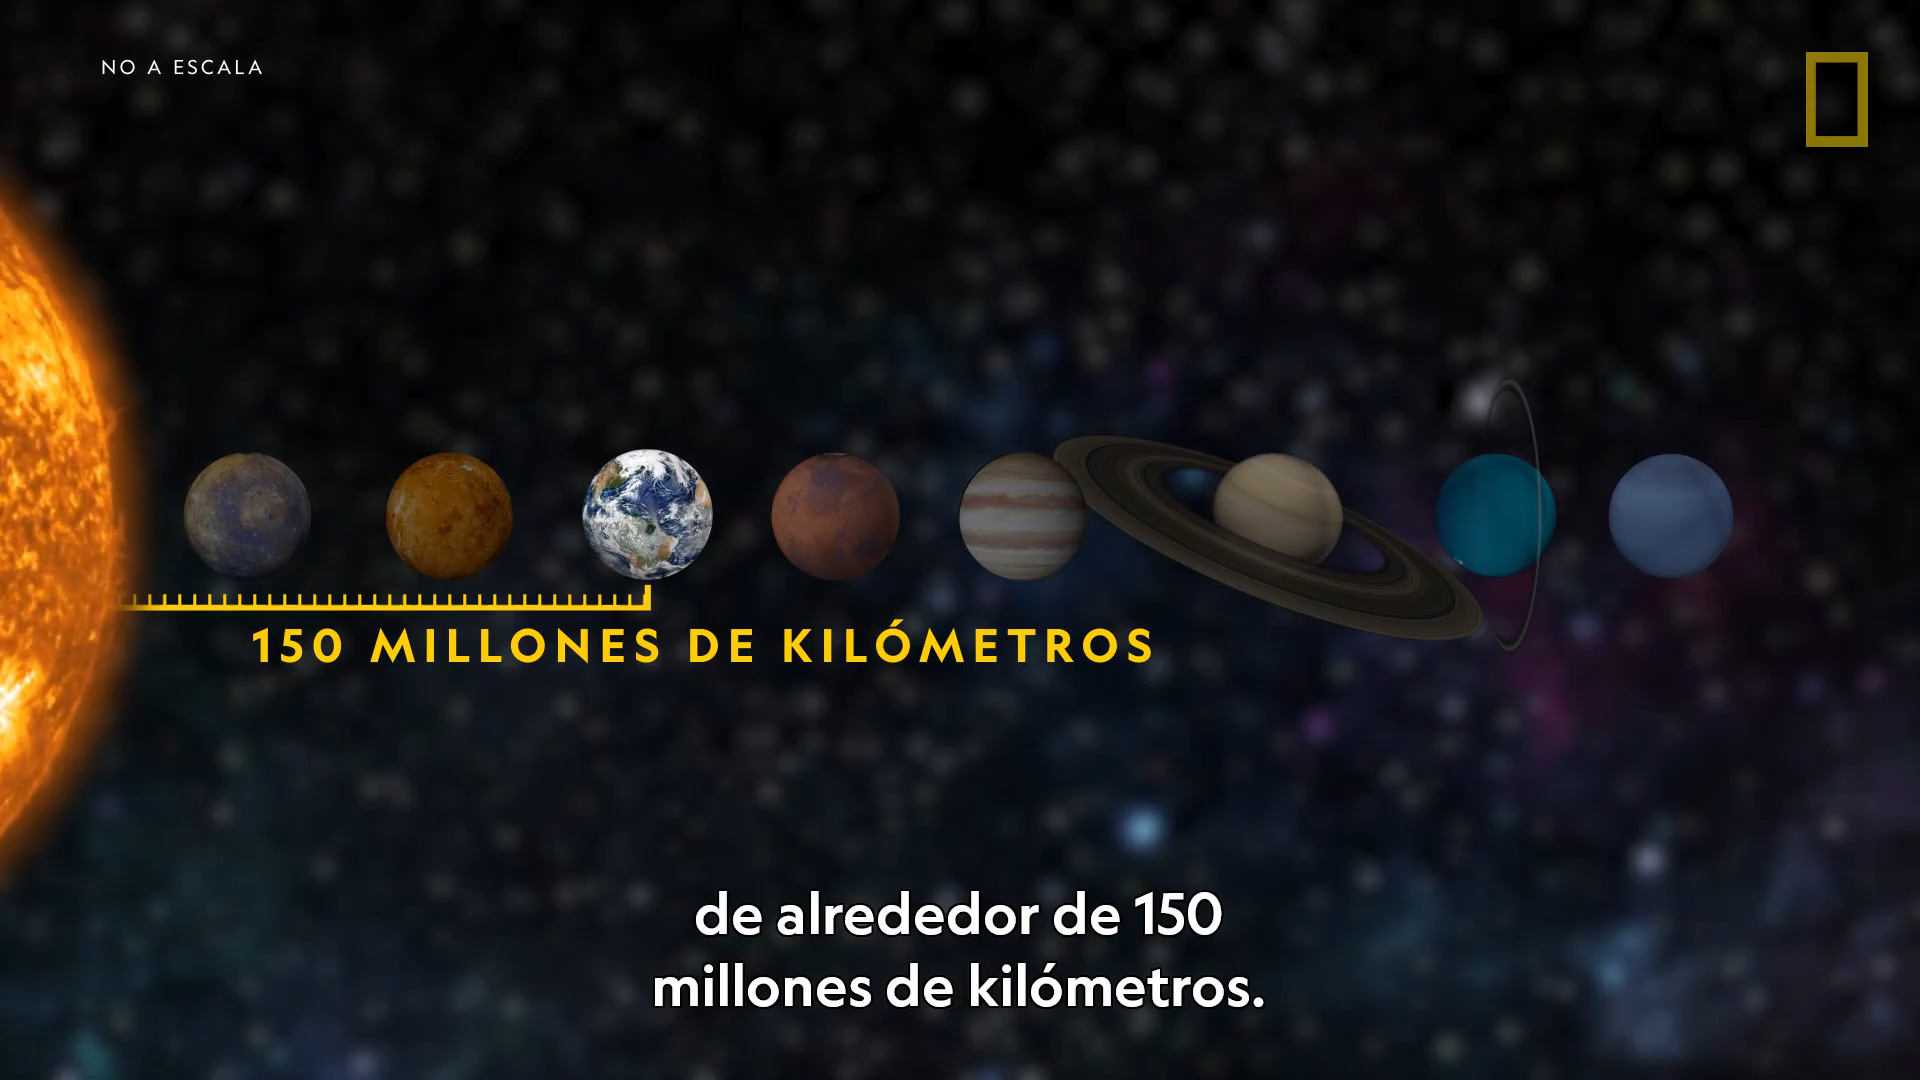 NO A ESCALA
150 MILLONES DE KILÓMETROS
de alrededor de 150
millones de kilómetros.